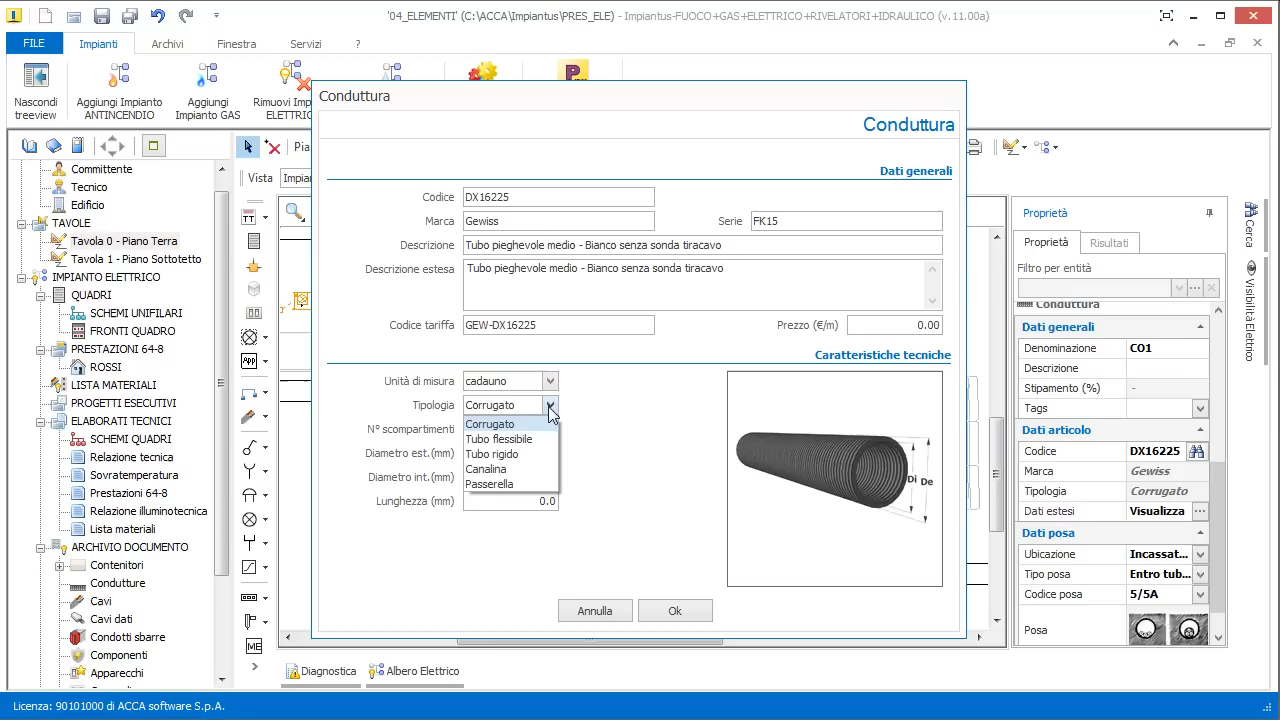 '04_ELEMENTI' (C:\ACCA\Impiantus\PRES_ELE) - Impiantus-FUOCO+GAS+ELETTRICO+RIVELATORI+IDRAULICO (v.11.00a)
FILE
Impianti
Archivi
Finestra
Servizi
?
Nascondi
treeview
Aggiungi Impianto
ANTINCENDIO
Aggiungi
Impianto GAS
Rimuovi Imp
ELETTRIC
Conduttura
Conduttura
Dati generali
Codice DX16225
Marca Gewiss
Serie FK15
Descrizione Tubo pieghevole medio - Bianco senza sonda tiracavo
Descrizione estesa Tubo pieghevole medio - Bianco senza sonda tiracavo
Codice tariffa GEW-DX16225
Prezzo (€/m) 0.00
Caratteristiche tecniche
Unità di misura cadauno
Tipologia Corrugato
N° scompartimenti
Diametro est.(mm)
Diametro int.(mm)
Lunghezza (mm) 0.0
Corrugato
Tubo flessibile
Tubo rigido
Canalina
Passerella
Di De
Annulla
Ok
Committente
Tecnico
Edificio
TAVOLE
Tavola 0 - Piano Terra
Tavola 1 - Piano Sottotetto
IMPIANTO ELETTRICO
QUADRI
SCHEMI UNIFILARI
FRONTI QUADRO
PRESTAZIONI 64-8
ROSSI
LISTA MATERIALI
PROGETTI ESECUTIVI
ELABORATI TECNICI
SCHEMI QUADRI
Relazione tecnica
Sovratemperatura
Prestazioni 64-8
Relazione illuminotecnica
Lista materiali
ARCHIVIO DOCUMENTO
Contenitori
Condutture
Cavi
Cavi dati
Condotti sbarre
Componenti
Apparecchi
Pia
Vista
Impian
TT
App
ME
Proprietà
Proprietà
Risultati
Filtro per entità
Conduttura
Dati generali
Denominazione CO1
Descrizione
Stipamento (%) -
Tags
Dati articolo
Codice DX16225
Marca Gewiss
Tipologia Corrugato
Dati estesi Visualizza
Dati posa
Ubicazione Incassat...
Tipo posa Entro tub...
Codice posa 5/5A
Posa
Cerca
Visibilità Elettrico
Diagnostica
Albero Elettrico
Licenza: 90101000 di ACCA software S.p.A.